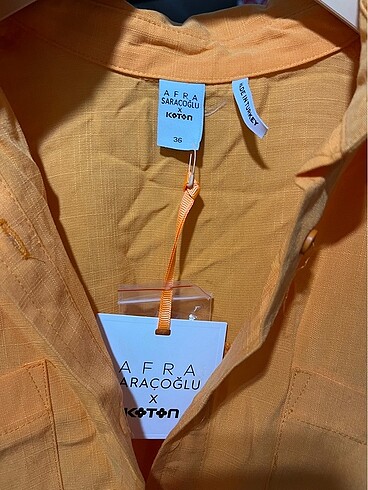 AFRA
SARAÇOĞLU
X
KOTON
36
MADE IN TURKEY
AFRA
SARAÇOĞLU
X
KOTON